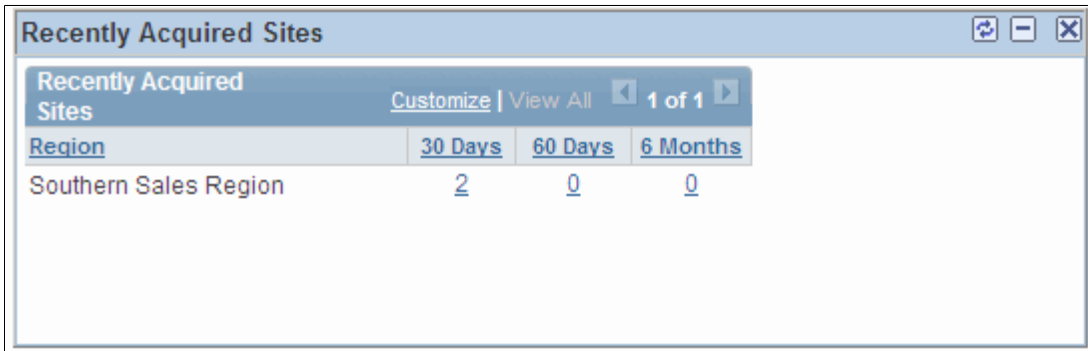 Recently Acquired Sites
Recently Acquired
Sites
Customize | View All 1 of 1
Region 30 Days 60 Days 6 Months
Southern Sales Region 2 0 0